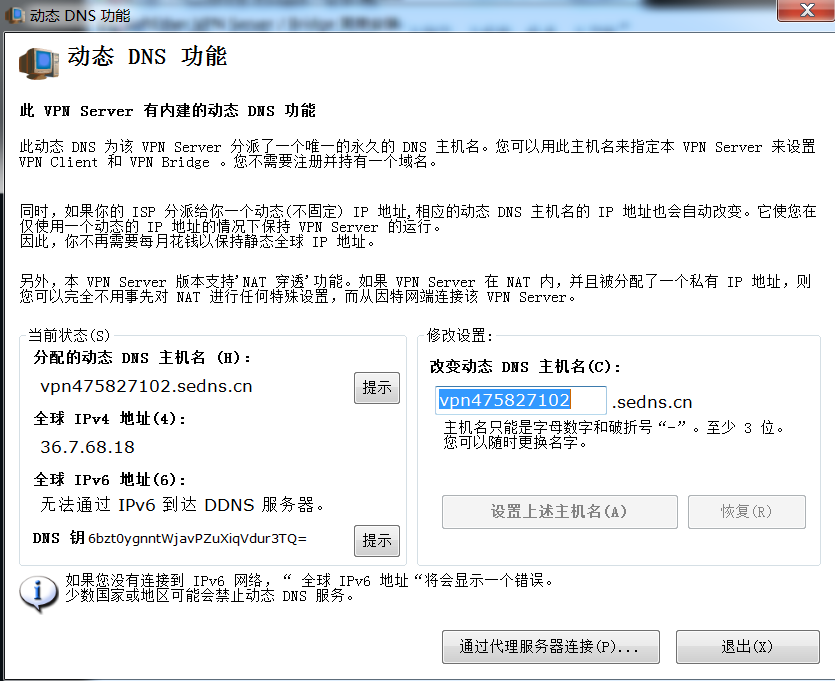 动态 DNS 功能
动态 DNS 功能
此 VPN Server 有内建的动态 DNS 功能
此动态 DNS 为该 VPN Server 分派了一个唯一的永久的 DNS 主机名。您可以用此主机名来指定本 VPN Server 来设置
VPN Client 和 VPN Bridge 。您不需要注册并持有一个域名。
同时，如果你的 ISP 分派给你一个动态(不固定) IP 地址,相应的动态 DNS 主机名的 IP 地址也会自动改变。它使您在
仅使用一个动态的 IP 地址的情况下保持 VPN Server 的运行。
因此，你不再需要每月花钱以保持静态全球 IP 地址。
另外，本 VPN Server 版本支持'NAT 穿透'功能。如果 VPN Server 在 NAT 内，并且被分配了一个私有 IP 地址，则
您可以完全不用事先对 NAT 进行任何特殊设置，而从因特网端连接该 VPN Server。
当前状态(S)
分配的动态 DNS 主机名 (H):
vpn475827102.sedns.cn
提示
全球 IPv4 地址(4):
36.7.68.18
全球 IPv6 地址(6):
无法通过 IPv6 到达 DDNS 服务器。
DNS 钥 6bzt0ygnntWjavPZuXiqVdur3TQ=
提示
修改设置:
改变动态 DNS 主机名(C):
vpn475827102 .sedns.cn
主机名只能是字母数字和破折号“-”。至少 3 位。
您可以随时更换名字。
设置上述主机名(A)
恢复(R)
如果您没有连接到 IPv6 网络，“ 全球 IPv6 地址“将会显示一个错误。
少数国家或地区可能会禁止动态 DNS 服务。
通过代理服务器连接(P)...
退出(X)